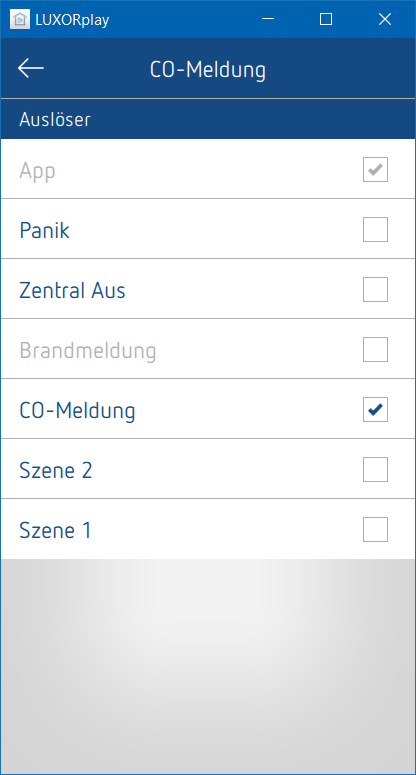 LUXORplay
CO-Meldung
Auslöser
App
Panik
Zentral Aus
Brandmeldung
CO-Meldung
Szene 2
Szene 1